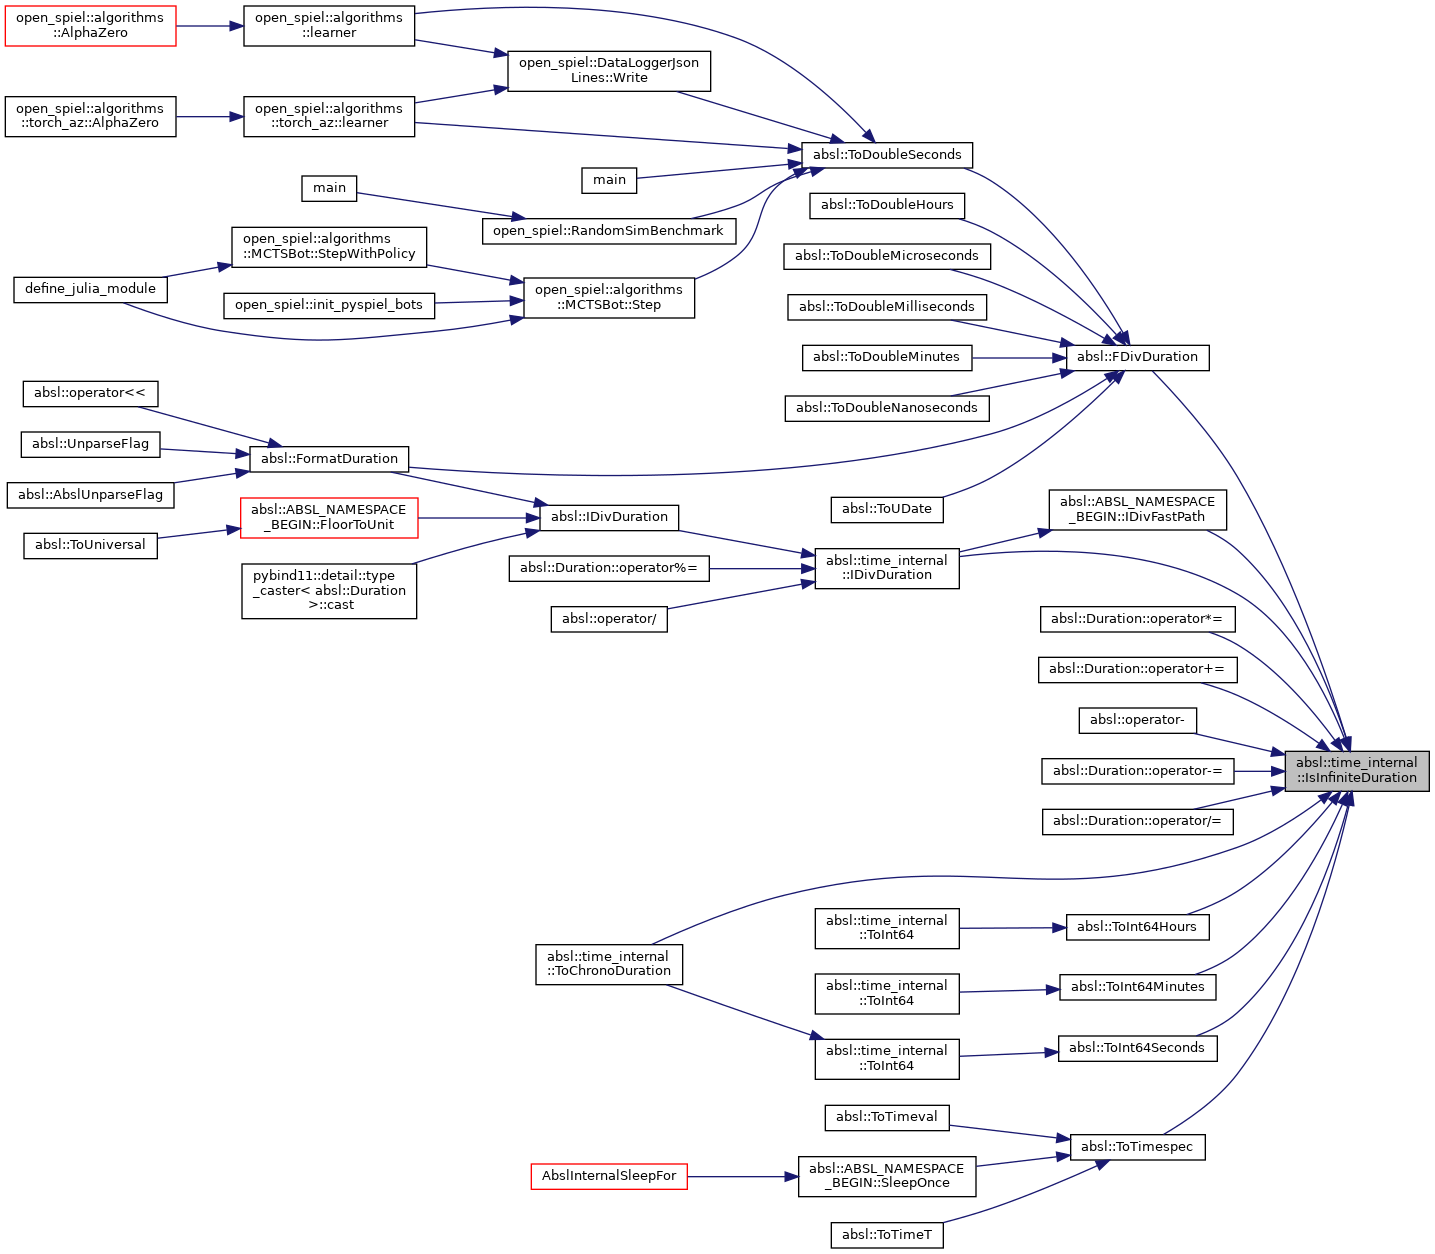 open_spiel::algorithms
::AlphaZero
open_spiel::algorithms
::learner
open_spiel::DataLoggerJson
Lines::Write
open_spiel::algorithms
::torch_az::AlphaZero
open_spiel::algorithms
::torch_az::learner
absl::ToDoubleSeconds
main
main
absl::ToDoubleHours
open_spiel::RandomSimBenchmark
open_spiel::algorithms
::MCTSBot::StepWithPolicy
absl::ToDoubleMicroseconds
define_julia_module
open_spiel::init_pyspiel_bots
open_spiel::algorithms
::MCTSBot::Step
absl::ToDoubleMilliseconds
absl::ToDoubleMinutes
absl::FDivDuration
absl::operator<<
absl::ToDoubleNanoseconds
absl::UnparseFlag
absl::FormatDuration
absl::AbslUnparseFlag
absl::ToUDate
absl::ABSL_NAMESPACE
_BEGIN::FloorToUnit
absl::IDivDuration
absl::ABSL_NAMESPACE
_BEGIN::IDivFastPath
absl::ToUniversal
absl::Duration::operator%=
absl::time_internal
::IDivDuration
pybind11::detail::type
_caster< absl::Duration
>::cast
absl::operator/
absl::Duration::operator*=
absl::Duration::operator+=
absl::operator-
absl::Duration::operator-=
absl::time_internal
::IsInfiniteDuration
absl::Duration::operator/=
absl::time_internal
::ToInt64
absl::ToInt64Hours
absl::time_internal
::ToChronoDuration
absl::time_internal
::ToInt64
absl::ToInt64Minutes
absl::time_internal
::ToInt64
absl::ToInt64Seconds
absl::ToTimeval
absl::ToTimespec
AbslInternalSleepFor
absl::ABSL_NAMESPACE
_BEGIN::SleepOnce
absl::ToTimeT